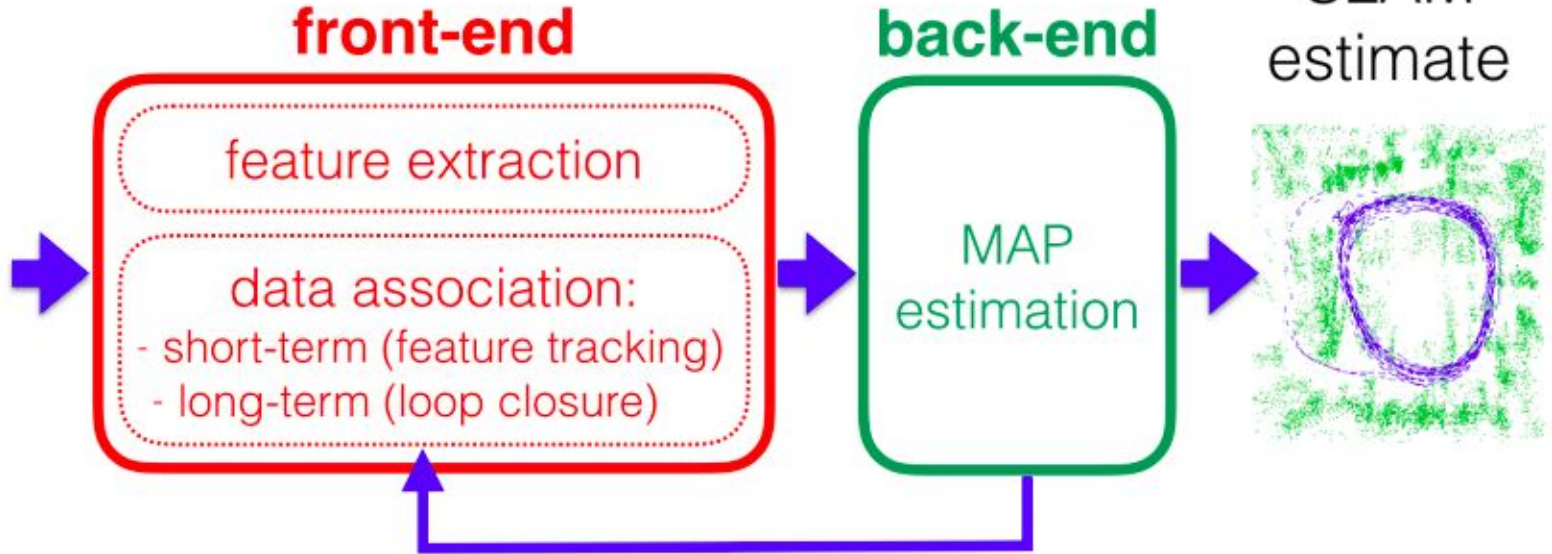 front-end
feature extraction
data association:
- short-term (feature tracking)
- long-term (loop closure)
back-end
MAP
estimation
estimate